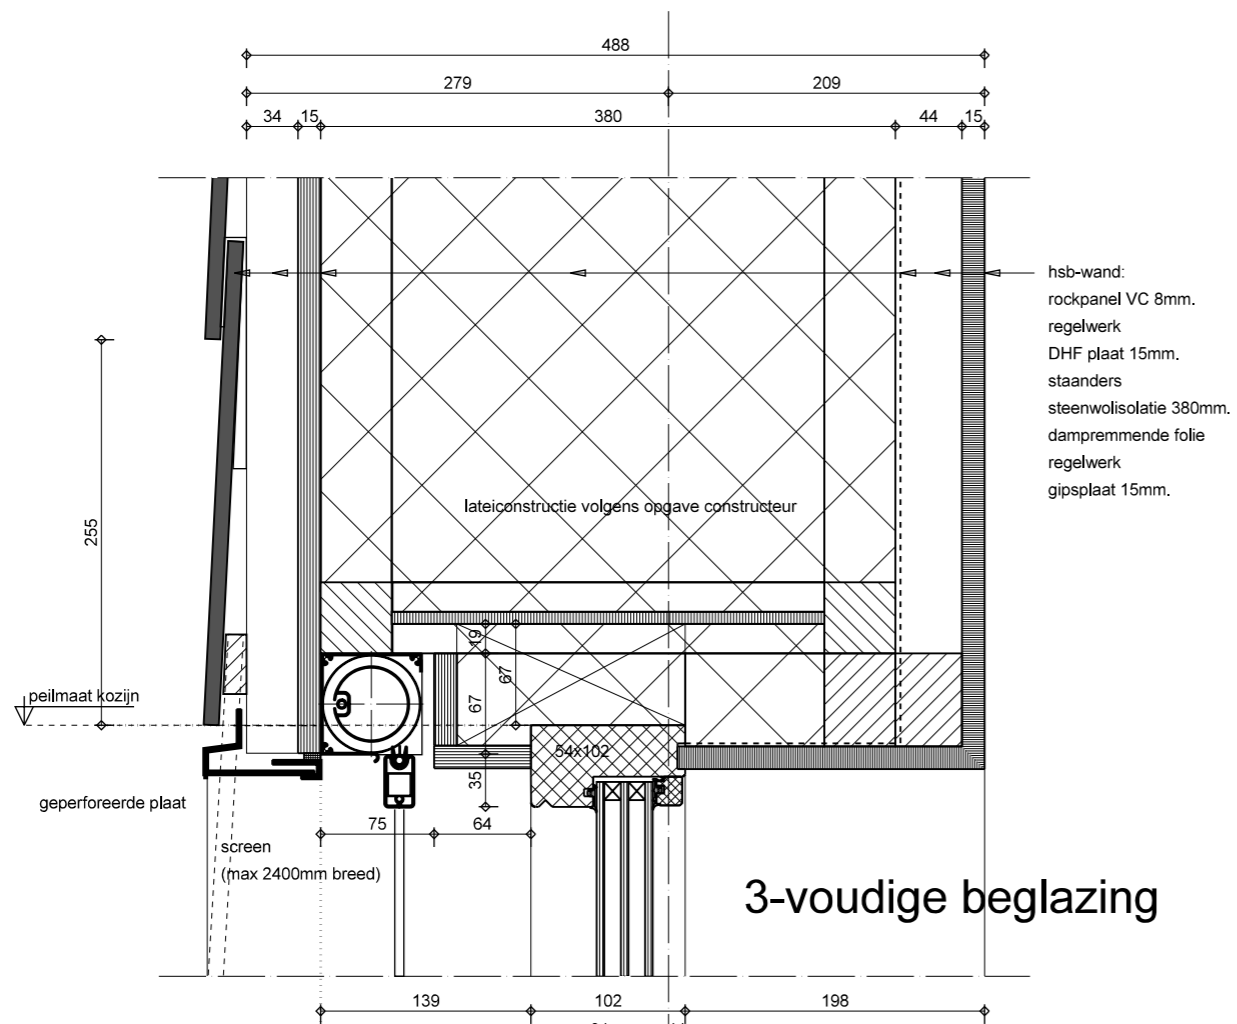 488
279
209
34
15
380
44
15
hsb-wand:
rockpanel VC 8mm.
regelwerk
DHF plaat 15mm.
staanders
steenwolisolatie 380mm.
dampremmende folie
regelwerk
gipsplaat 15mm.
lateiconstructie volgens opgave constructeur
255
19
67
67
peilmaat kozijn
54x102
35
geperforeerde plaat
75
64
screen
(max 2400mm breed)
3-voudige beglazing
139
102
198